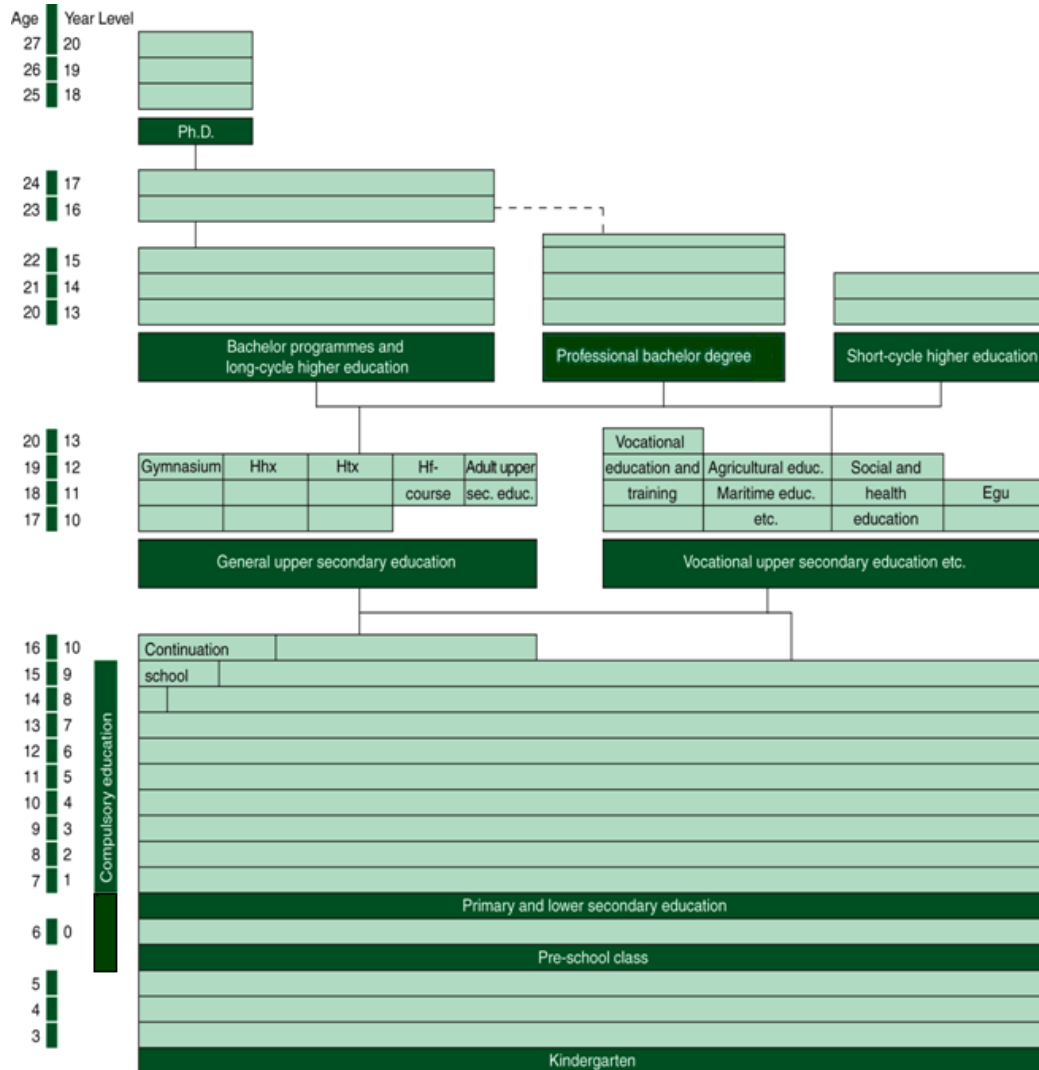 Age Year Level
27 20
26 19
25 18
Ph.D.
24 17
23 16
22 15
21 14
20 13
Bachelor programmes and
long-cycle higher education
Professional bachelor degree
Short-cycle higher education
20 13
Vocational
19 12
Gymnasium Hhx Htx Hf- Adult upper
education and Agricultural educ. Social and
18 11
course sec. educ.
training Maritime educ. health Egu
17 10
etc. education
General upper secondary education
Vocational upper secondary education etc.
16 10
Continuation
15 9
school
14 8
13 7
12 6
11 5
10 4
9 3
8 2
7 1
Compulsory education
Primary and lower secondary education
6 0
Pre-school class
5
4
3
Kindergarten